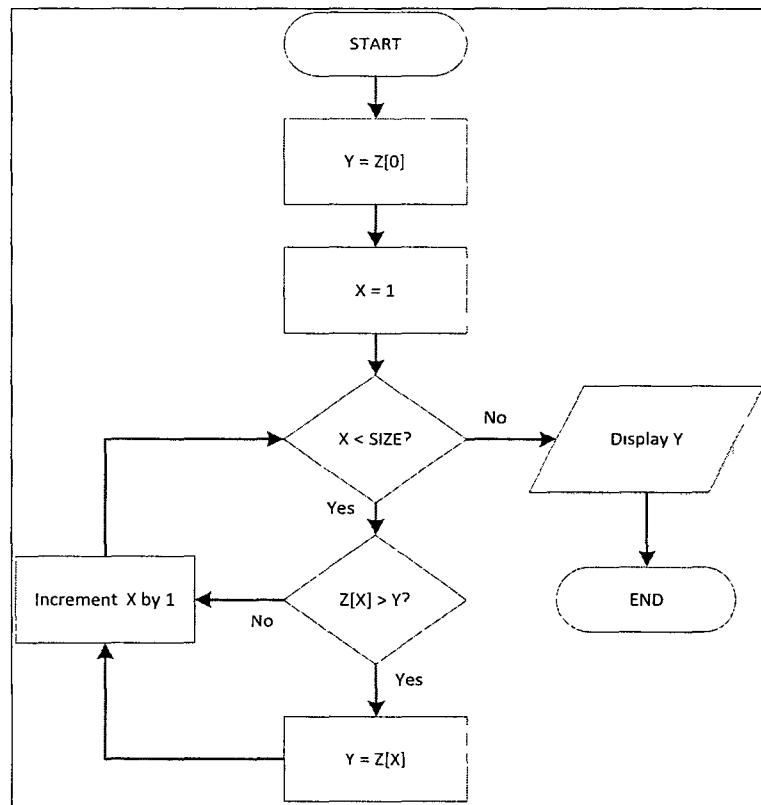 START
Y = Z[0]
X = 1
X < SIZE?
No
Display Y
Yes
Increment X by 1
No
Z[X] > Y?
END
Yes
Y = Z[X]